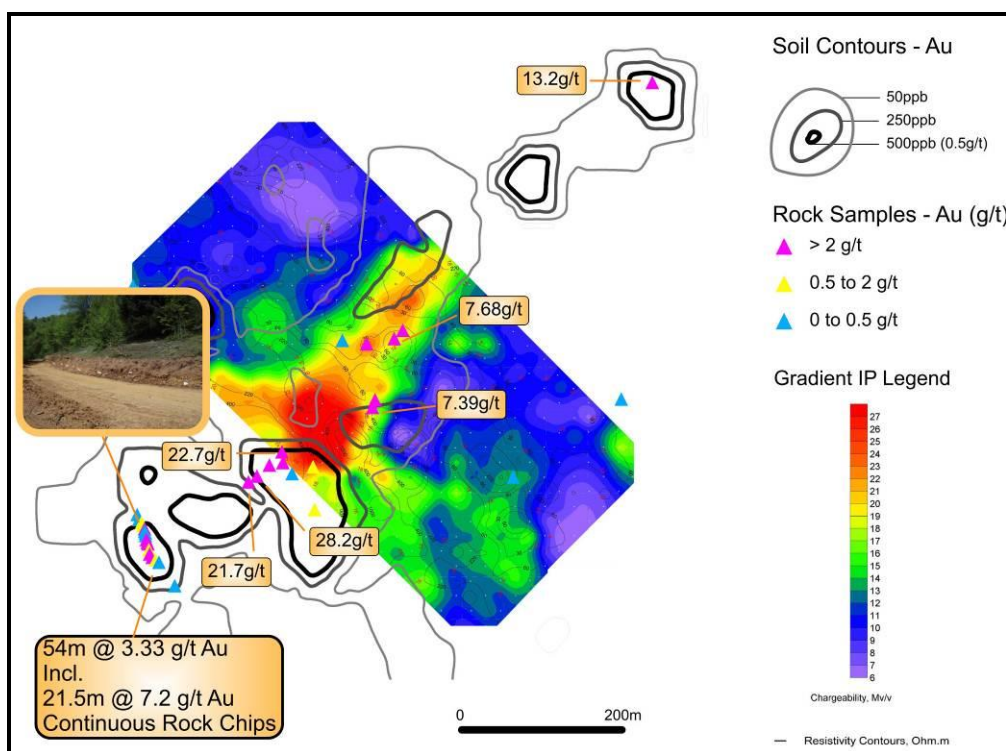 13.2g/t
7.68g/t
7.39g/t
22.7g/t
28.2g/t
21.7g/t
54m @ 3.33 g/t Au
Incl.
21.5m @ 7.2 g/t Au
Continuous Rock Chips
0 200m
Soil Contours - Au
50ppb
250ppb
500ppb (0.5g/t)
Rock Samples - Au (g/t)
> 2 g/t
0.5 to 2 g/t
0 to 0.5 g/t
Gradient IP Legend
27
26
25
24
23
22
21
20
19
18
17
16
15
14
13
12
11
10
9
8
7
6
Chargeability, Mv/v
Resistivity Contours, Ohm.m